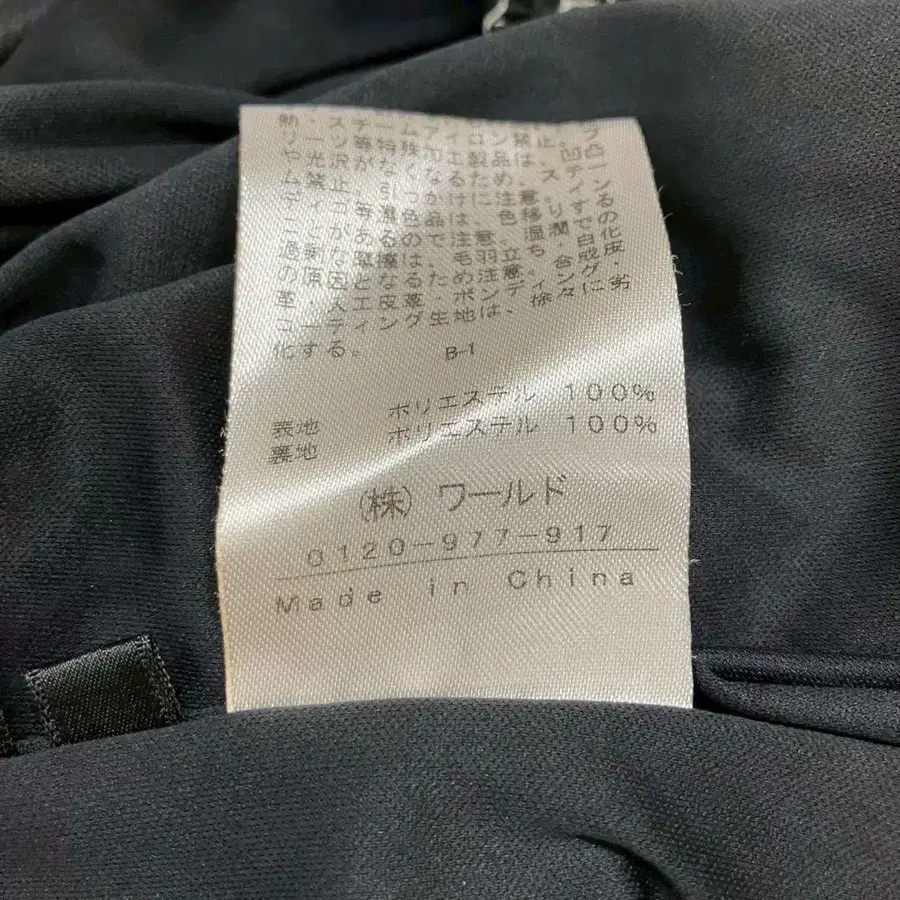 熱・スチームアイロン禁止。プ
リーツ等特殊加工製品は、凹凸
や光沢がなくなるため、スチー
ム禁止。引っかけに注意。イン
ディゴ等濃色品は、色移りする
ことがあるので注意。湿潤での
過剰な摩擦は、毛羽立ち・白化
の原因となるため注意。合成皮
革・人工皮革・ボンディング・
コーティング生地は、徐々に劣
化する。 B-1
表地 ポリエステル 100%
裏地 ポリエステル 100%
(株) ワールド
0120-977-917
Made in China